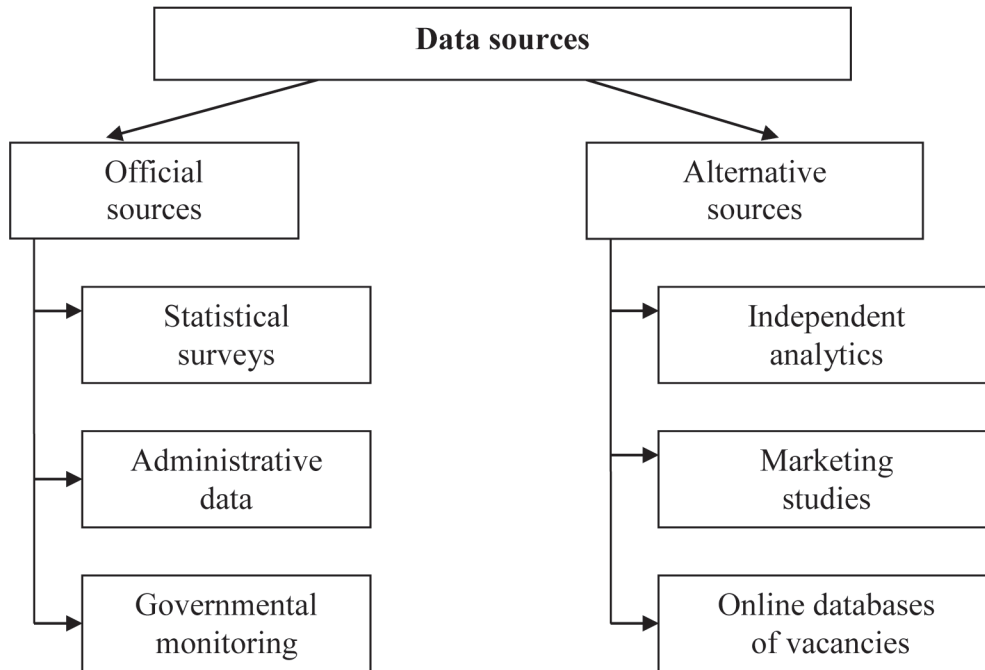 Data sources
Official
sources
Statistical
surveys
Administrative
data
Governmental
monitoring
Alternative
sources
Independent
analytics
Marketing
studies
Online databases
of vacancies